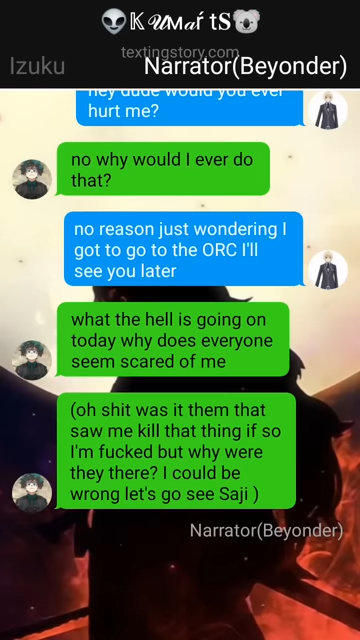 👽𝕂𝓤ᴍᴀŕ𝗍𝐒🐨
textingstory.com
Izuku Narrator(Beyonder)
hey dude would you ever
hurt me?
no why would I ever do
that?
no reason just wondering I
got to go to the ORC I'll
see you later
what the hell is going on
today why does everyone
seem scared of me
(oh shit was it them that
saw me kill that thing if so
I'm fucked but why were
they there? I could be
wrong let's go see Saji )
Narrator(Beyonder)